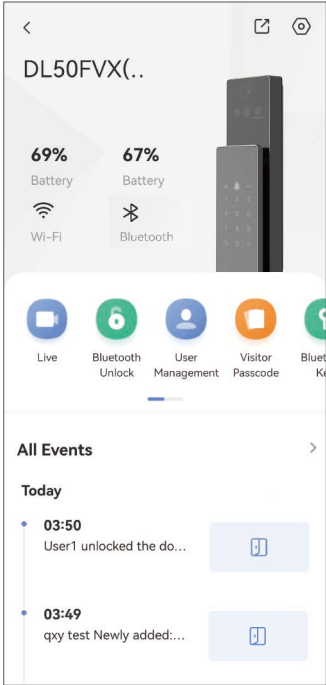 DL50FVX(..
69% 67%
Battery Battery
Wi-Fi Bluetooth
Live Bluetooth User Visitor Bluet
Unlock Management Passcode Ke
All Events
Today
03:50
User1 unlocked the do...
03:49
qxy test Newly added:...